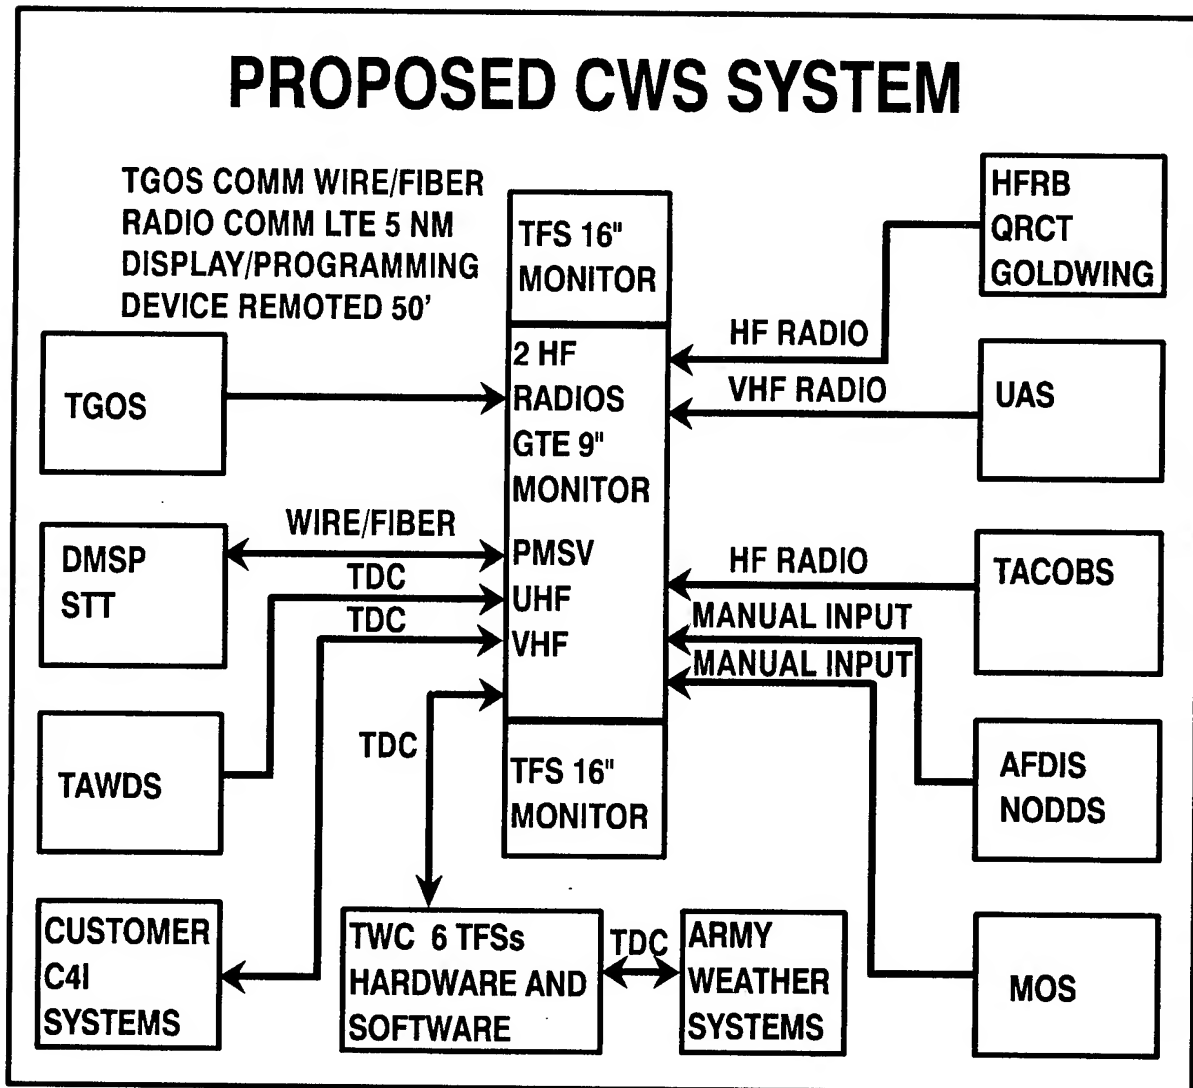 PROPOSED CWS SYSTEM
TGOS COMM WIRE/FIBER
RADIO COMM LTE 5 NM
DISPLAY/PROGRAMMING
DEVICE REMOTED 50'
TFS 16"
MONITOR
2 HF
RADIOS
GTE 9"
MONITOR
PMSV
UHF
VHF
TFS 16"
MONITOR
TGOS
WIRE/FIBER
DMSP
STT
TDC
TDC
TAWDS
TDC
CUSTOMER
C4I
SYSTEMS
TWC 6 TFSs
HARDWARE AND
SOFTWARE
TDC
ARMY
WEATHER
SYSTEMS
HFRB
QRCT
GOLDWING
HF RADIO
VHF RADIO
UAS
HF RADIO
TACOBS
MANUAL INPUT
MANUAL INPUT
AFDIS
NODDS
MOS